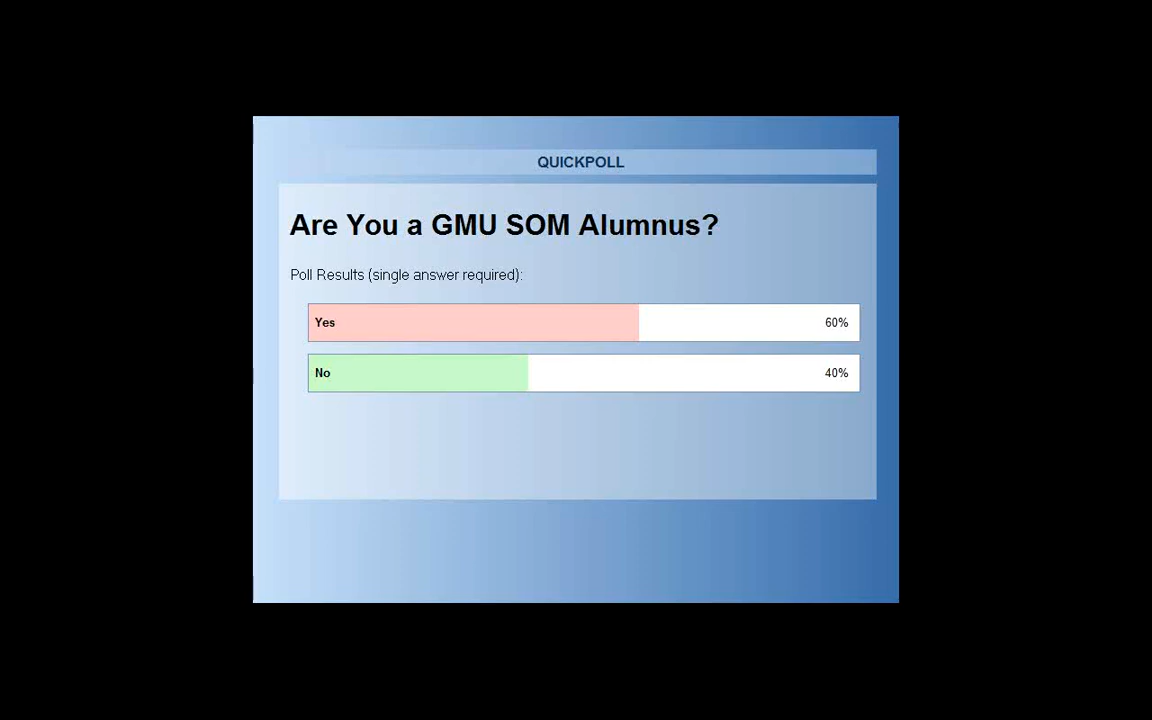 QUICKPOLL
Are You a GMU SOM Alumnus?
Poll Results (single answer required):
Yes 60%
No 40%